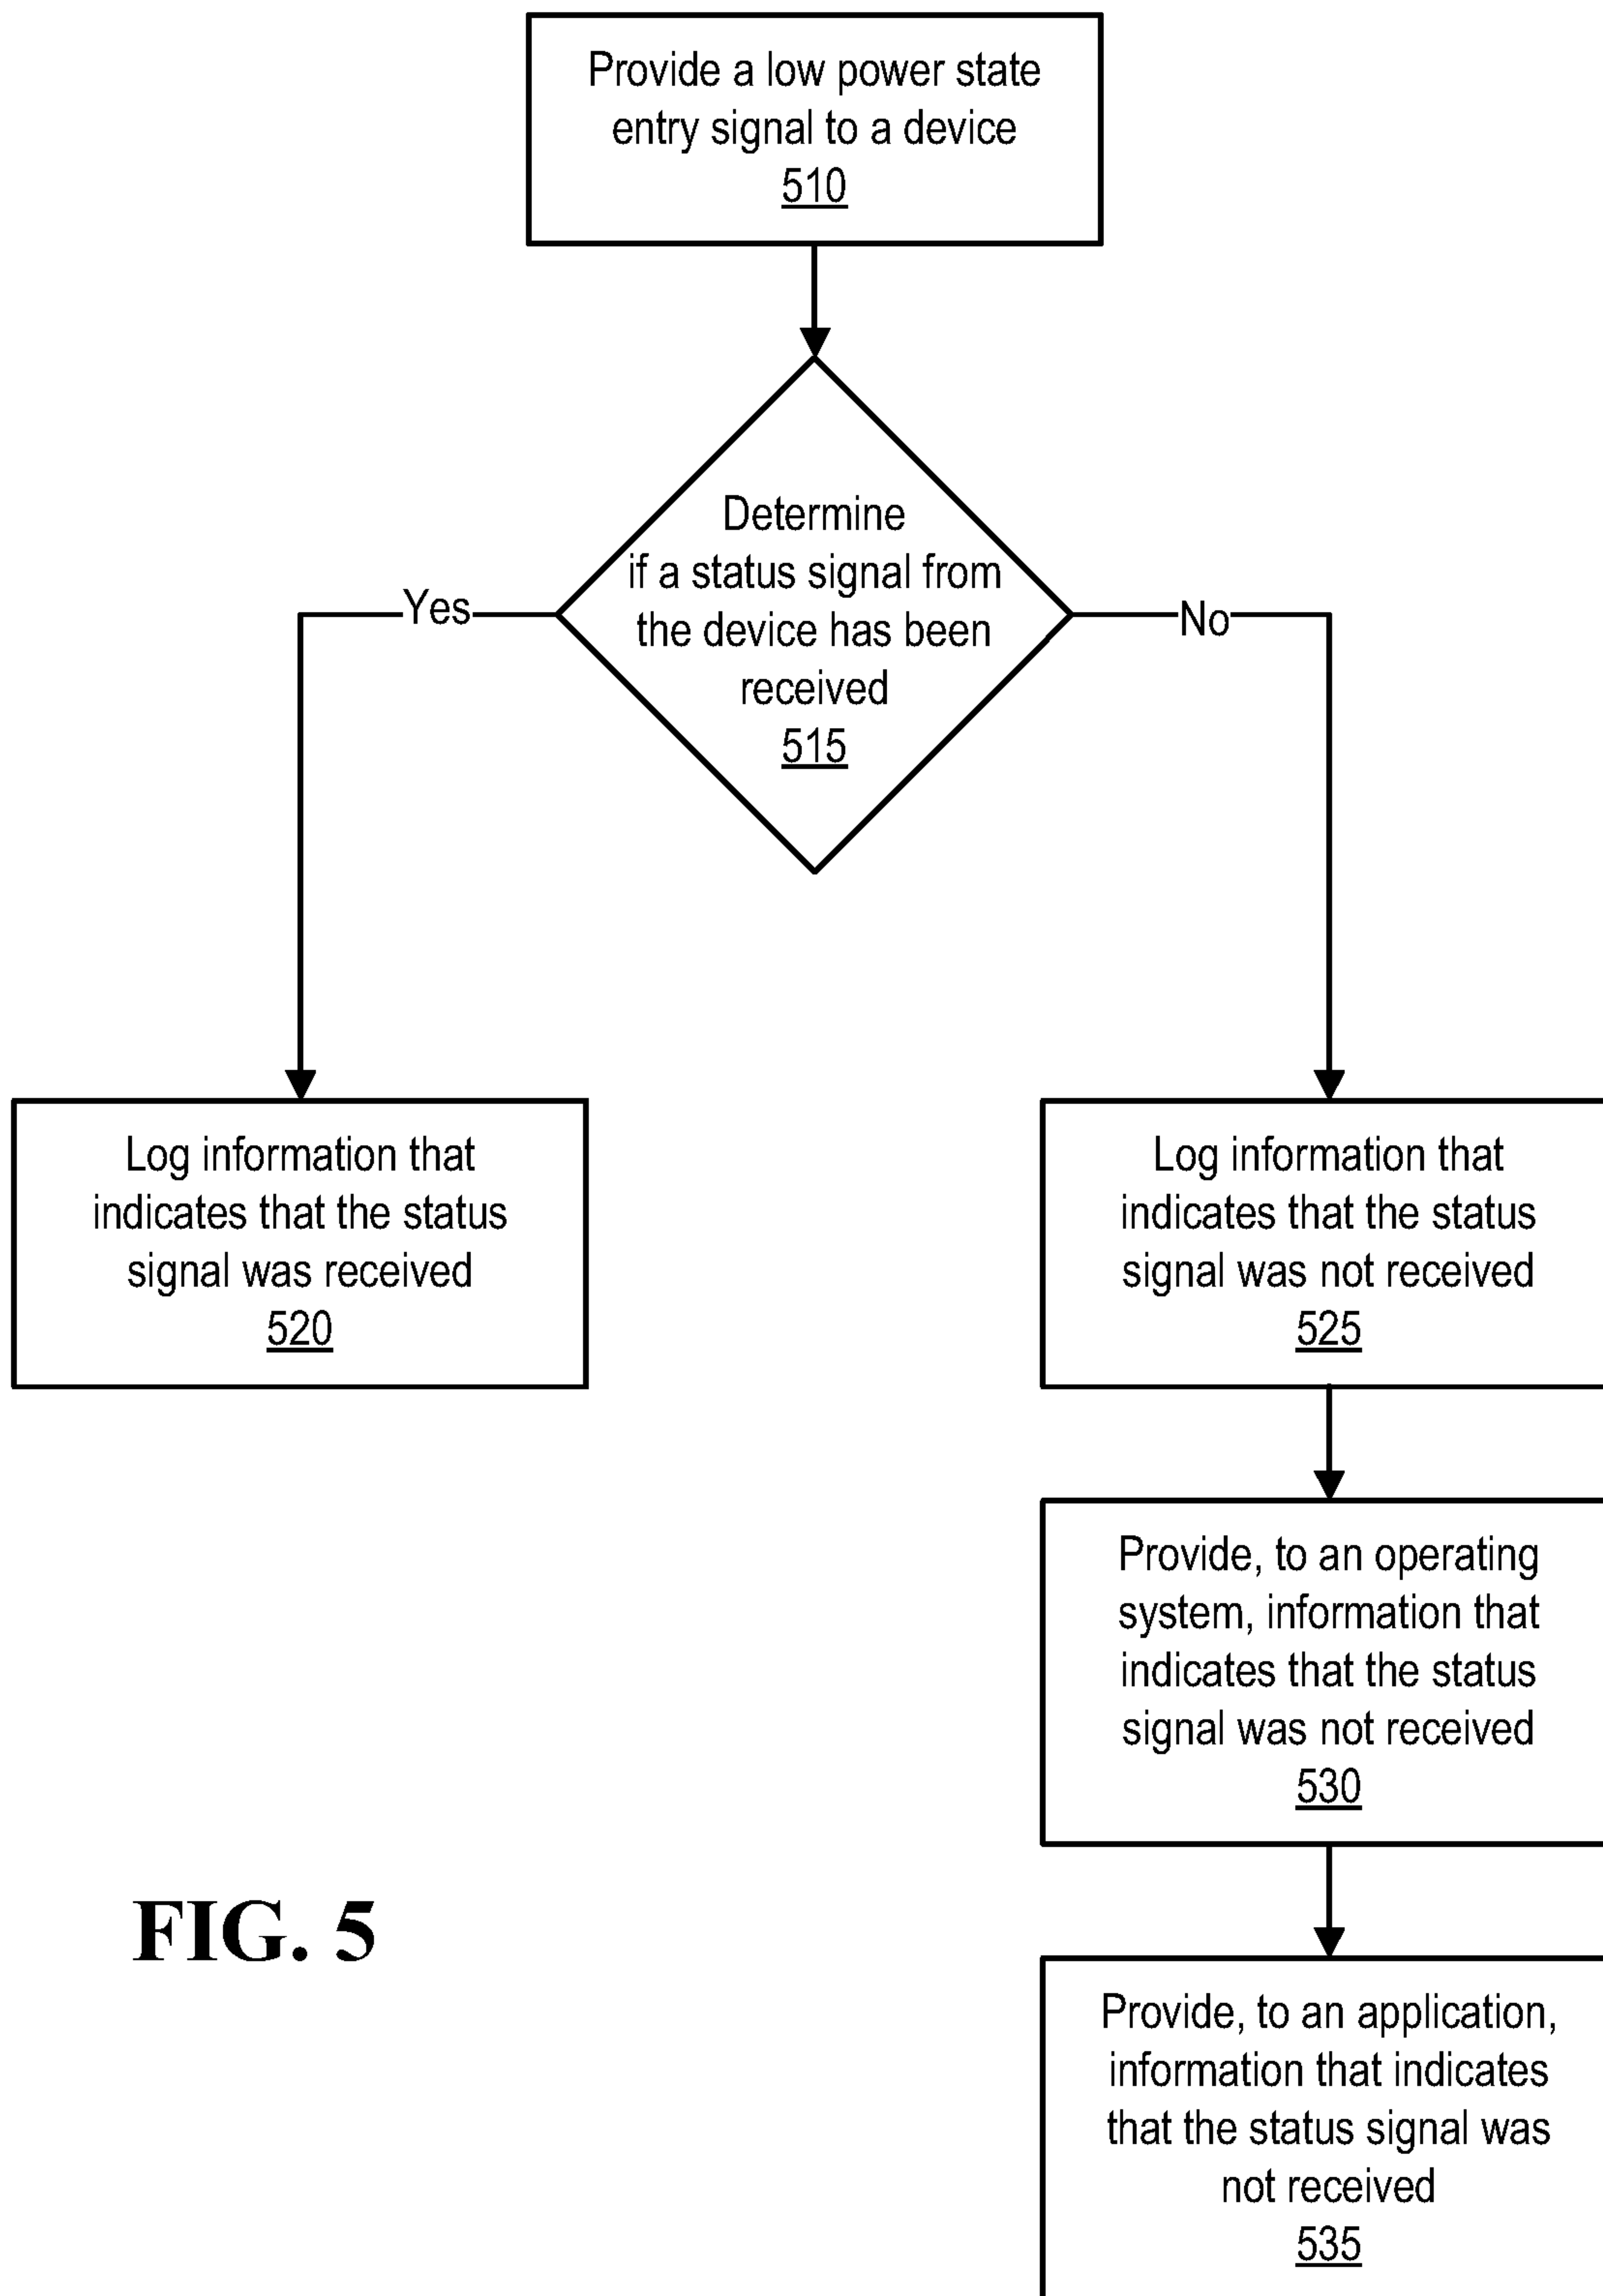 Provide a low power state
entry signal to a device
510
Determine
if a status signal from
the device has been
received
515
Yes
No
Log information that
indicates that the status
signal was received
520
Log information that
indicates that the status
signal was not received
525
Provide, to an operating
system, information that
indicates that the status
signal was not received
530
Provide, to an application,
information that indicates
that the status signal was
not received
535
FIG. 5